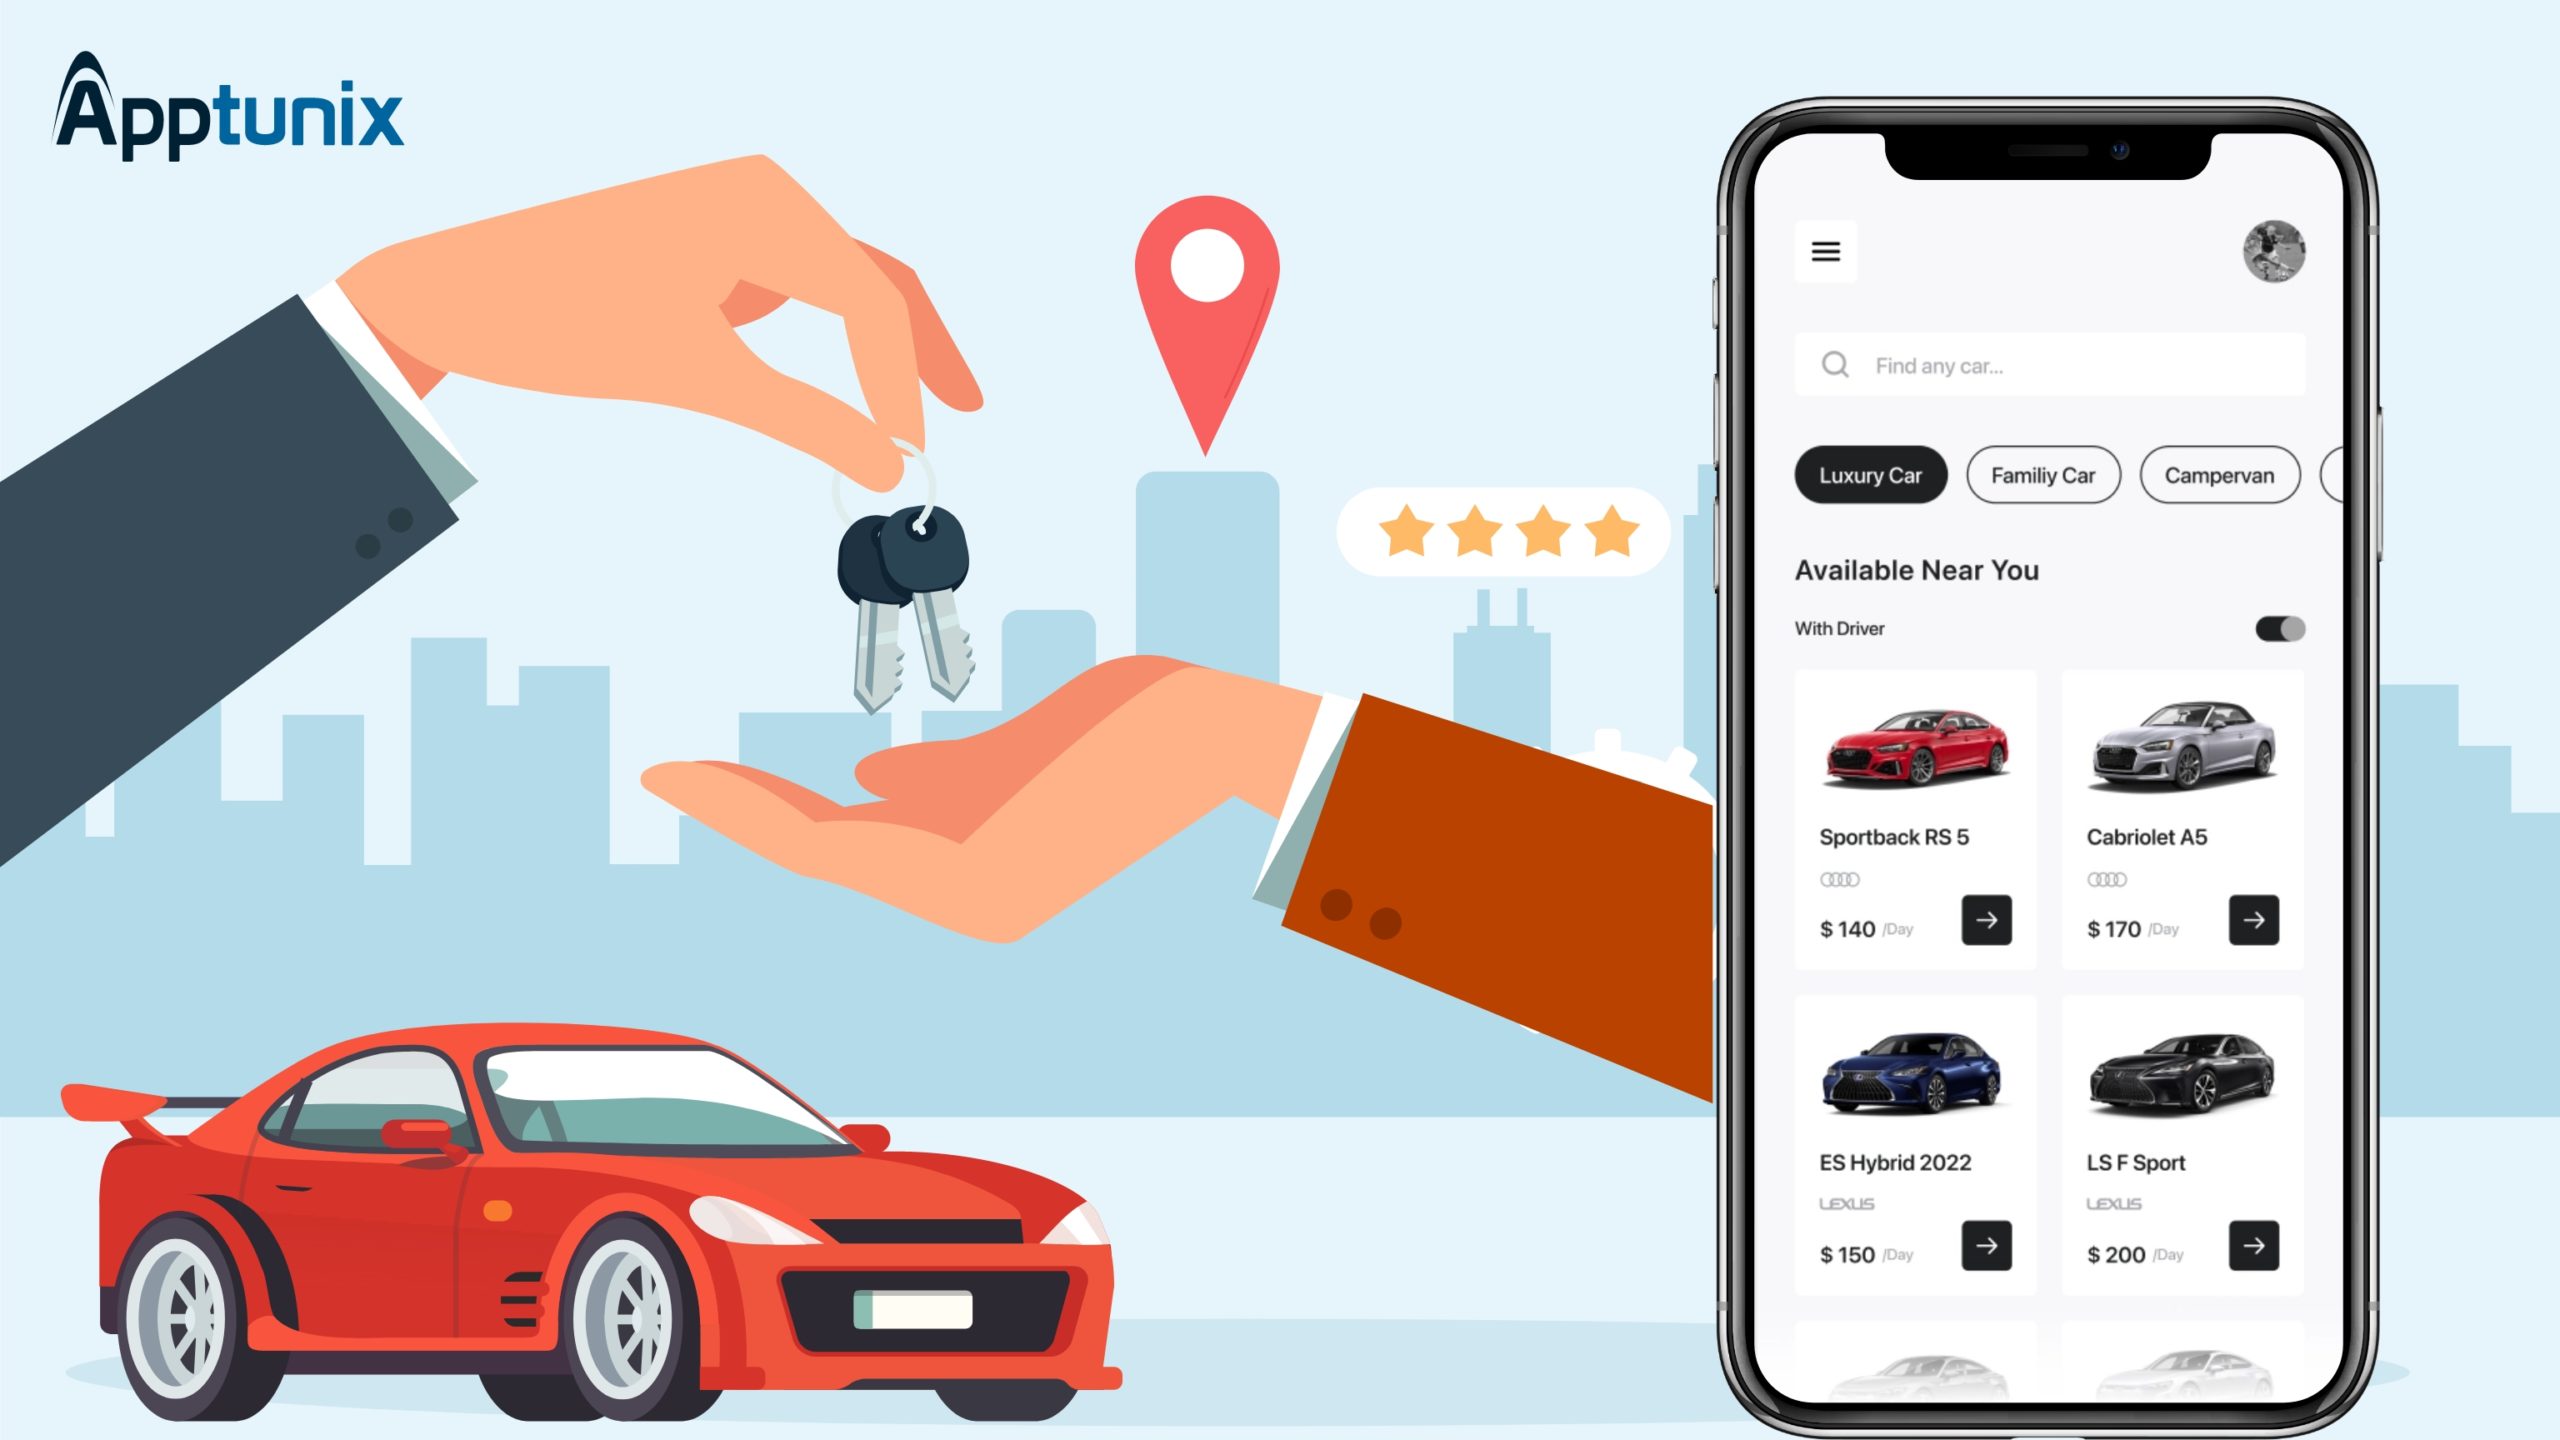 Apptunix
Find any car...
Luxury Car
Familiy Car
Campervan
Available Near You
With Driver
Sportback RS 5
$ 140 /Day
Cabriolet A5
$ 170 /Day
ES Hybrid 2022
LEXUS
$ 150 /Day
LS F Sport
LEXUS
$ 200 /Day